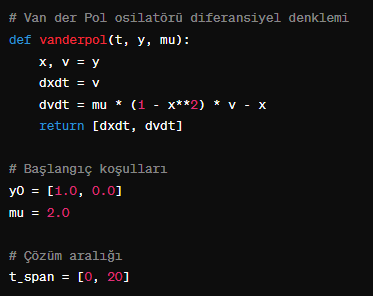 # Van der Pol osilatörü diferansiyel denklemi
def vanderpol(t, y, mu):
    x, v = y
    dxdt = v
    dvdt = mu * (1 - x**2) * v - x
    return [dxdt, dvdt]

# Başlangıç koşulları
y0 = [1.0, 0.0]
mu = 2.0

# Çözüm aralığı
t_span = [0, 20]